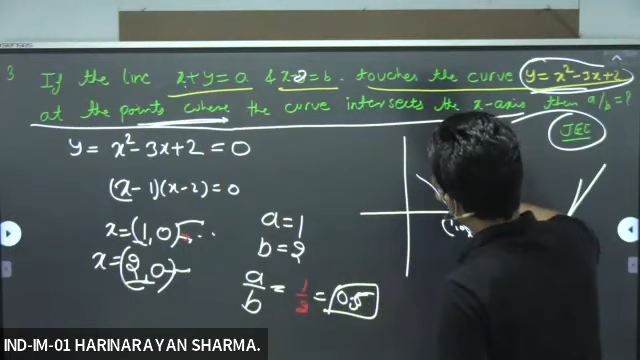 3 If the line x+y=a & x-y=b touches the curve y=x²-3x+2
at the points where the curve intersects the x-axis then a/b=?
JEE
y = x²-3x+2 = 0
(x-1)(x-2)=0
x=(1,0)
x=(2,0)
a=1
b=2
a/b = 1/2 = 0.5
IND-IM-01 HARINARAYAN SHARMA.